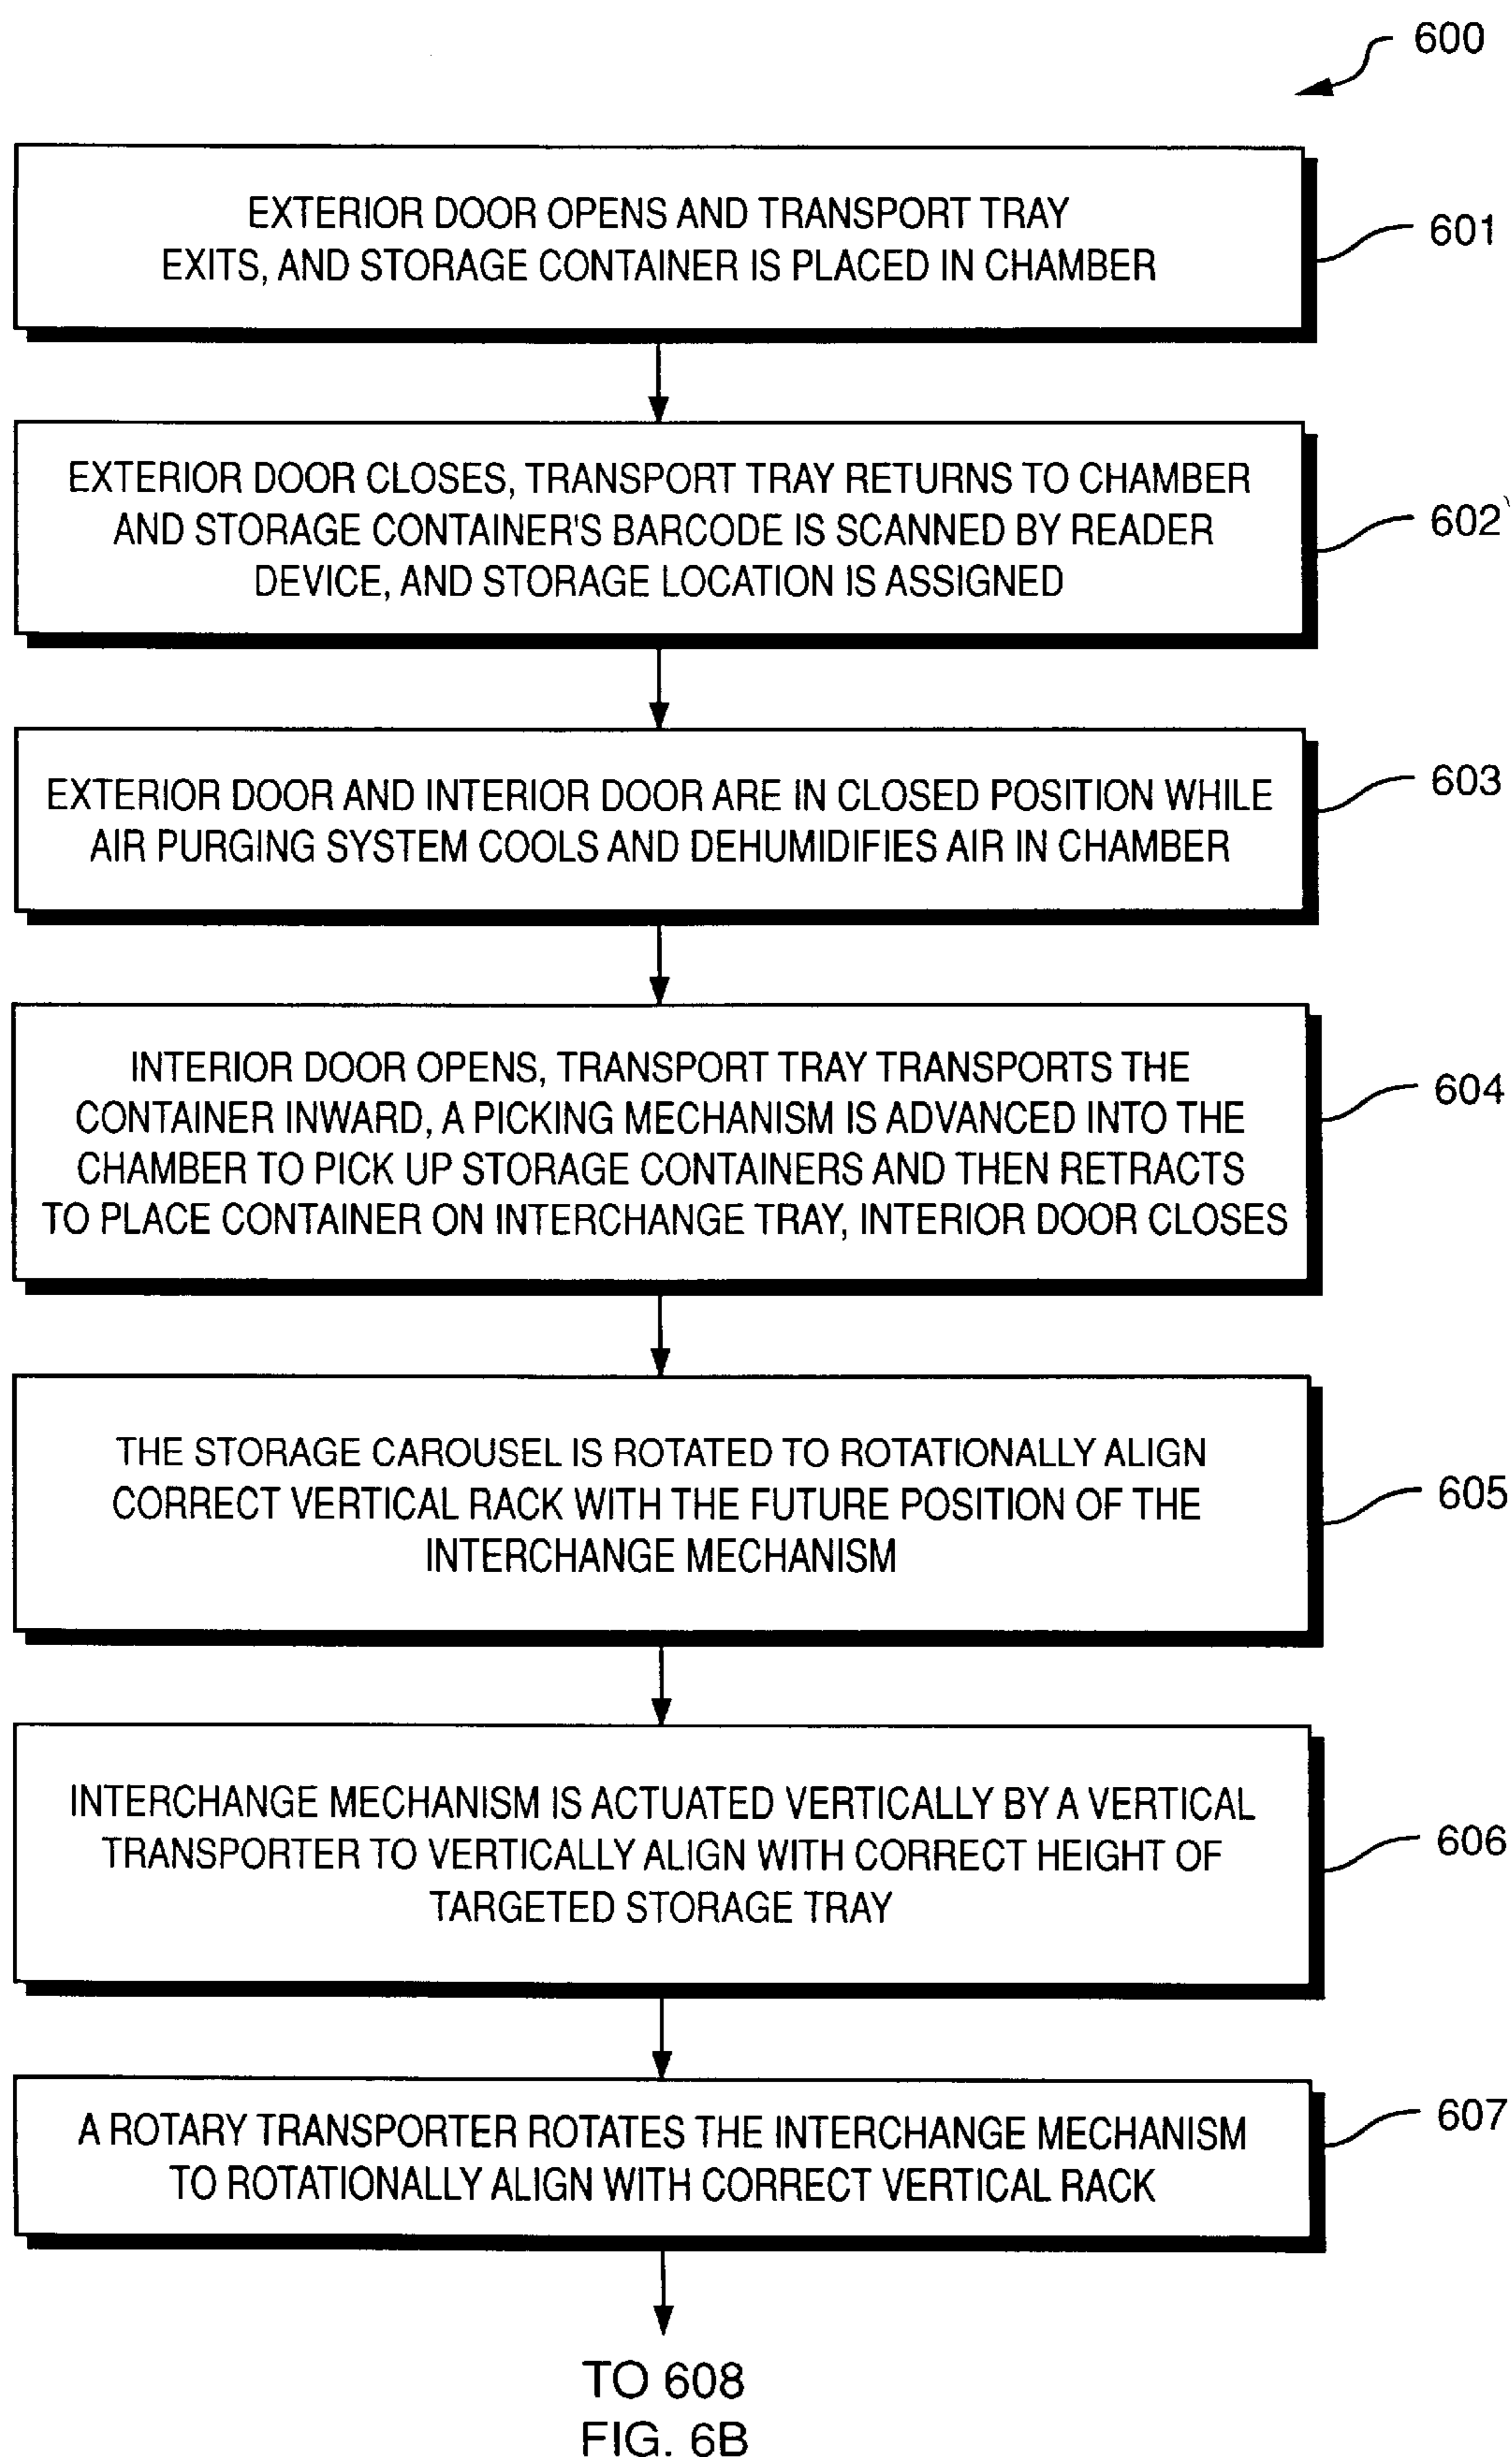 600
EXTERIOR DOOR OPENS AND TRANSPORT TRAY
EXITS, AND STORAGE CONTAINER IS PLACED IN CHAMBER
601
EXTERIOR DOOR CLOSES, TRANSPORT TRAY RETURNS TO CHAMBER
AND STORAGE CONTAINER'S BARCODE IS SCANNED BY READER
DEVICE, AND STORAGE LOCATION IS ASSIGNED
602
EXTERIOR DOOR AND INTERIOR DOOR ARE IN CLOSED POSITION WHILE
AIR PURGING SYSTEM COOLS AND DEHUMIDIFIES AIR IN CHAMBER
603
INTERIOR DOOR OPENS, TRANSPORT TRAY TRANSPORTS THE
CONTAINER INWARD, A PICKING MECHANISM IS ADVANCED INTO THE
CHAMBER TO PICK UP STORAGE CONTAINERS AND THEN RETRACTS
TO PLACE CONTAINER ON INTERCHANGE TRAY, INTERIOR DOOR CLOSES
604
THE STORAGE CAROUSEL IS ROTATED TO ROTATIONALLY ALIGN
CORRECT VERTICAL RACK WITH THE FUTURE POSITION OF THE
INTERCHANGE MECHANISM
605
INTERCHANGE MECHANISM IS ACTUATED VERTICALLY BY A VERTICAL
TRANSPORTER TO VERTICALLY ALIGN WITH CORRECT HEIGHT OF
TARGETED STORAGE TRAY
606
A ROTARY TRANSPORTER ROTATES THE INTERCHANGE MECHANISM
TO ROTATIONALLY ALIGN WITH CORRECT VERTICAL RACK
607
TO 608
FIG. 6B